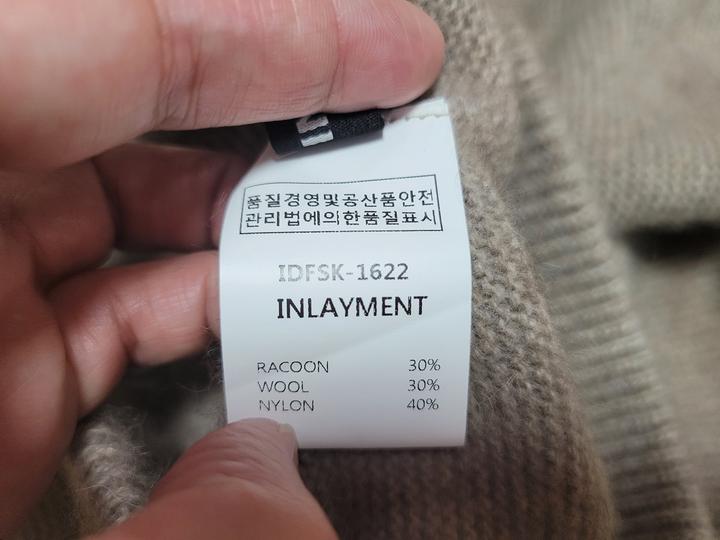 품질경영및공산품안전
관리법에의한품질표시
IDFSK-1622
INLAYMENT
RACOON 30%
WOOL 30%
NYLON 40%